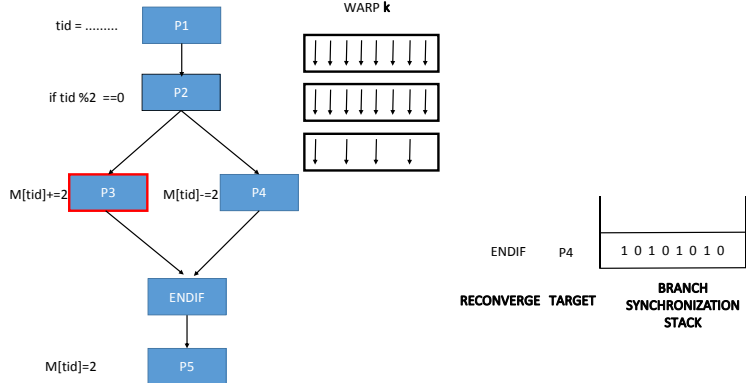 WARP k
tid = .........
P1
if tid %2 ==0
P2
M[tid]+=2
P3
M[tid]-=2
P4
ENDIF
P5
M[tid]=2
ENDIF P4 1 0 1 0 1 0 1 0
RECONVERGE TARGET
BRANCH
SYNCHRONIZATION
STACK